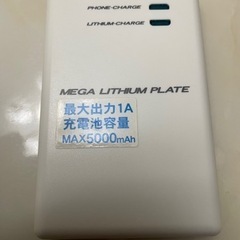 PHONE-CHARGE
LITHIUM-CHARGE
MEGA LITHIUM PLATE
最大出力1A
充電池容量
MAX5000mAh